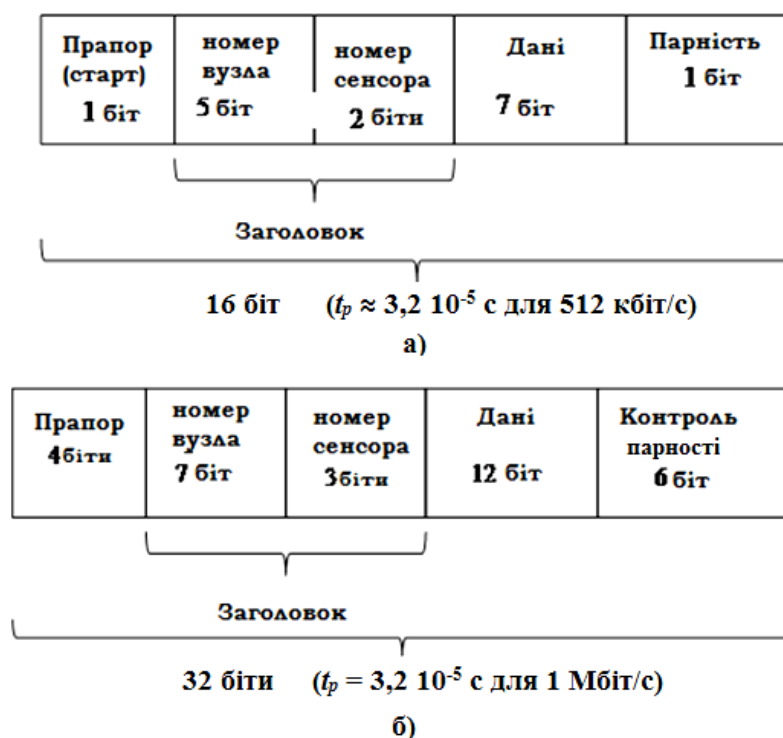 Прапор (старт) 1 біт
номер вузла 5 біт
номер сенсора 2 біти
Дані 7 біт
Парність 1 біт
Заголовок
16 біт (tp ≈ 3,2 10-5 с для 512 кбіт/с)
а)
Прапор 4біти
номер вузла 7 біт
номер сенсора 3біти
Дані 12 біт
Контроль парності 6 біт
Заголовок
32 біти (tp = 3,2 10-5 с для 1 Мбіт/с)
б)